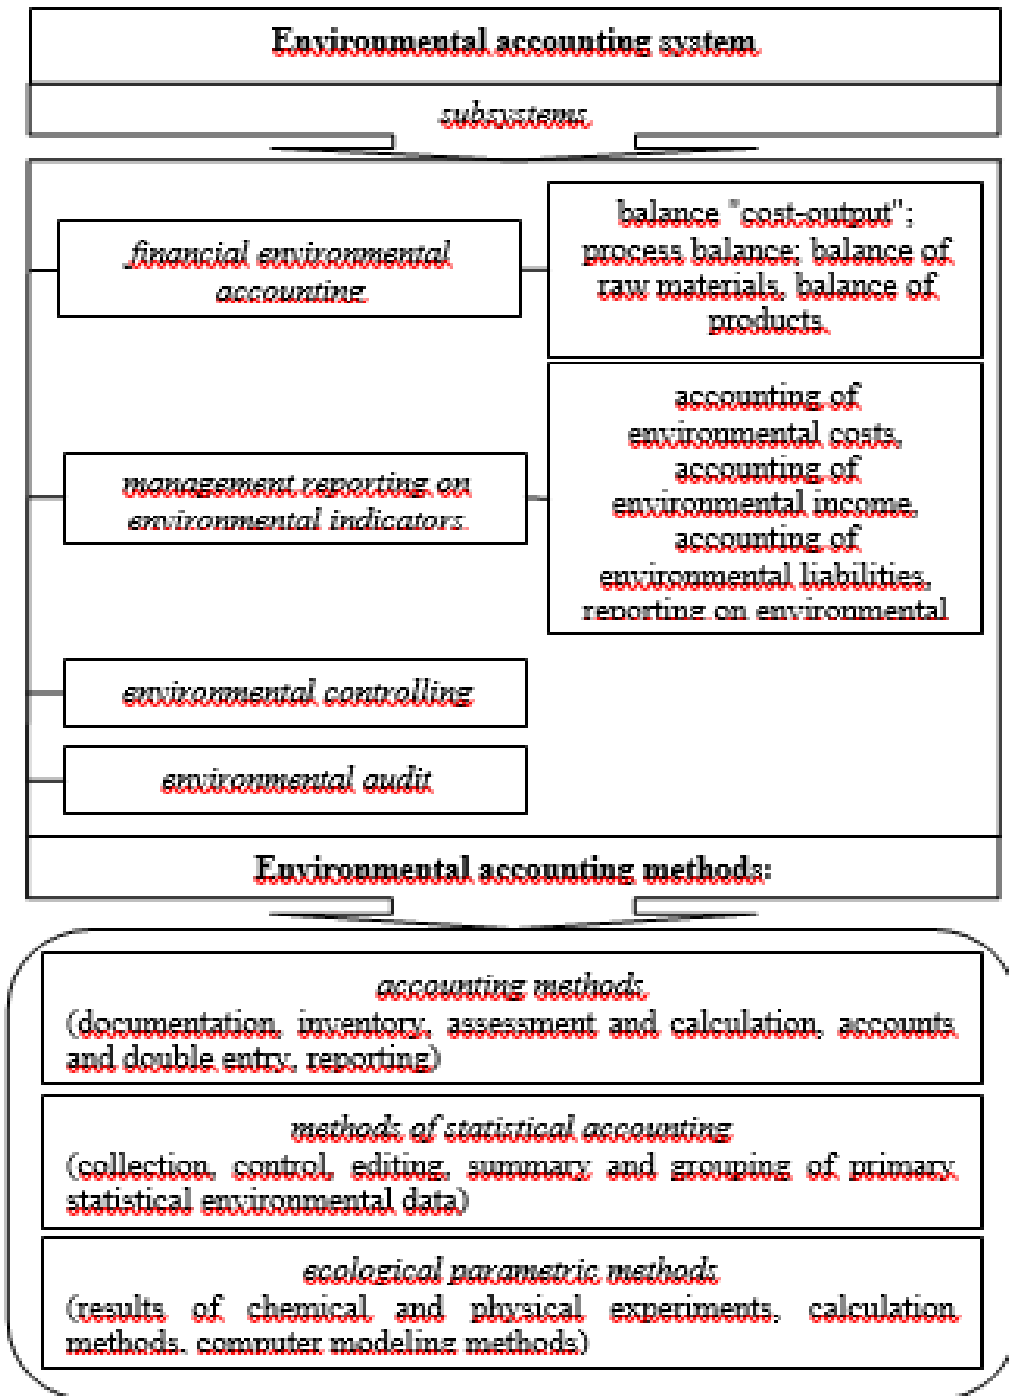 Environmental accounting system
subsystems
financial environmental
accounting
balance "cost-output";
process balance; balance of
raw materials, balance of
products
management reporting on
environmental indicators
accounting of
environmental costs,
accounting of
environmental income,
accounting of
environmental liabilities,
reporting on environmental
environmental controlling
environmental audit
Environmental accounting methods:
accounting methods
(documentation, inventory, assessment and calculation, accounts
and double entry, reporting)
methods of statistical accounting
(collection, control, editing, summary and grouping of primary
statistical environmental data)
ecological parametric methods
(results of chemical and physical experiments, calculation
methods, computer modeling methods)